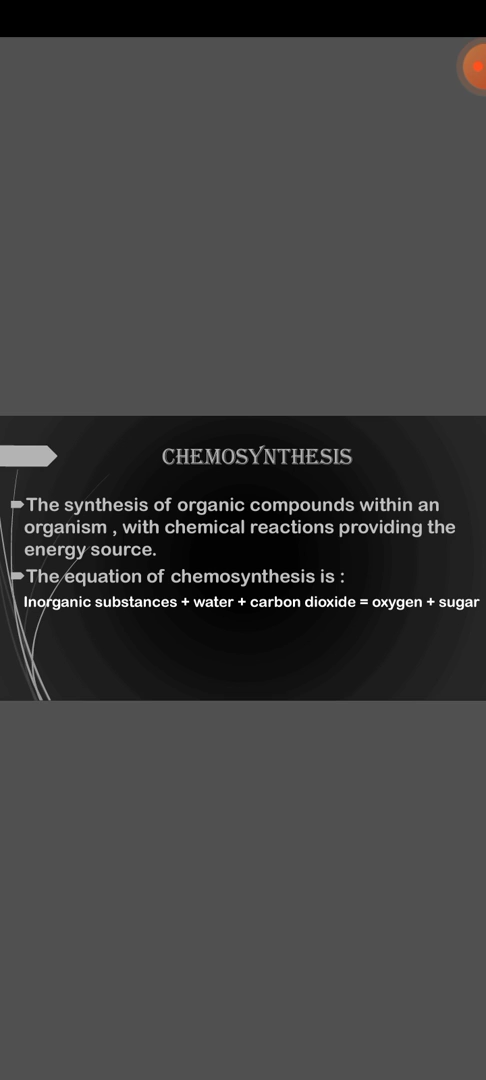 CHEMOSYNTHESIS
The synthesis of organic compounds within an
organism , with chemical reactions providing the
energy source.
The equation of chemosynthesis is :
Inorganic substances + water + carbon dioxide = oxygen + sugar